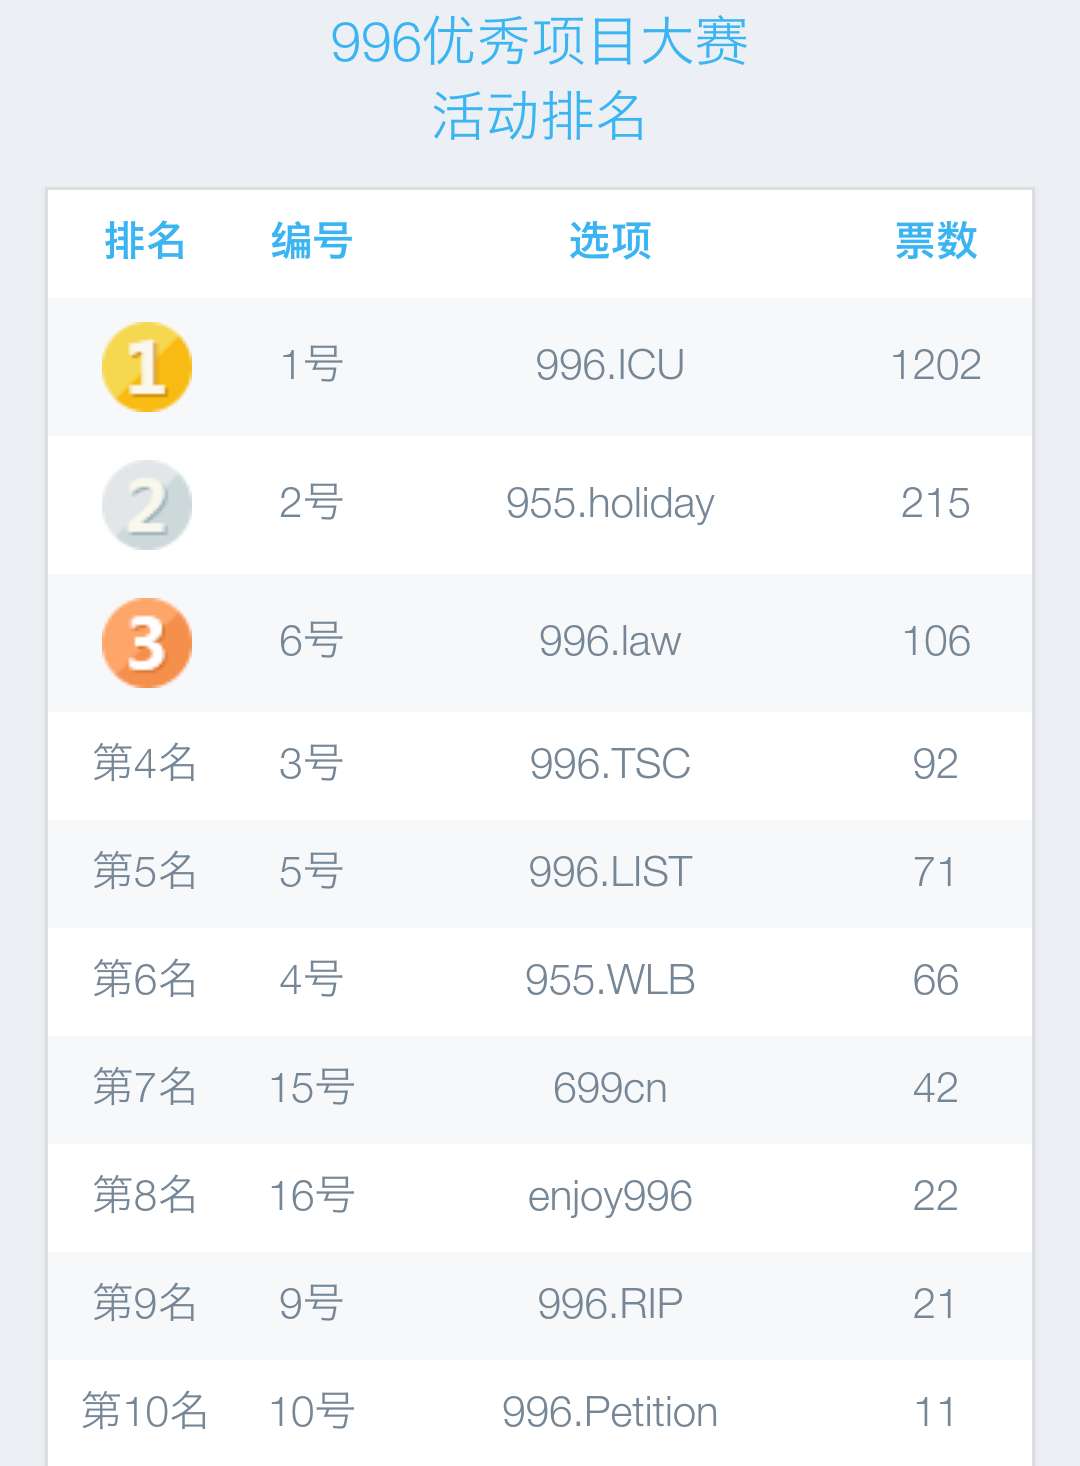 996优秀项目大赛
活动排名
排名 编号 选项 票数
1 1号 996.ICU 1202
2 2号 955.holiday 215
3 6号 996.law 106
第4名 3号 996.TSC 92
第5名 5号 996.LIST 71
第6名 4号 955.WLB 66
第7名 15号 699cn 42
第8名 16号 enjoy996 22
第9名 9号 996.RIP 21
第10名 10号 996.Petition 11